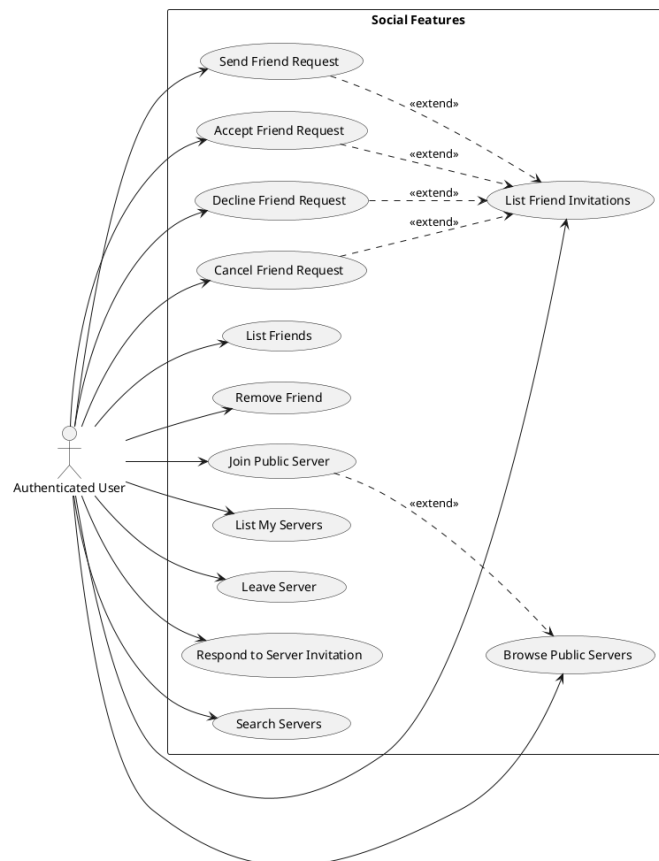 Social Features
Send Friend Request
«extend»
Accept Friend Request
«extend»
Decline Friend Request
«extend»
List Friend Invitations
«extend»
Cancel Friend Request
List Friends
Remove Friend
Join Public Server
Authenticated User
«extend»
List My Servers
Leave Server
Respond to Server Invitation
Browse Public Servers
Search Servers